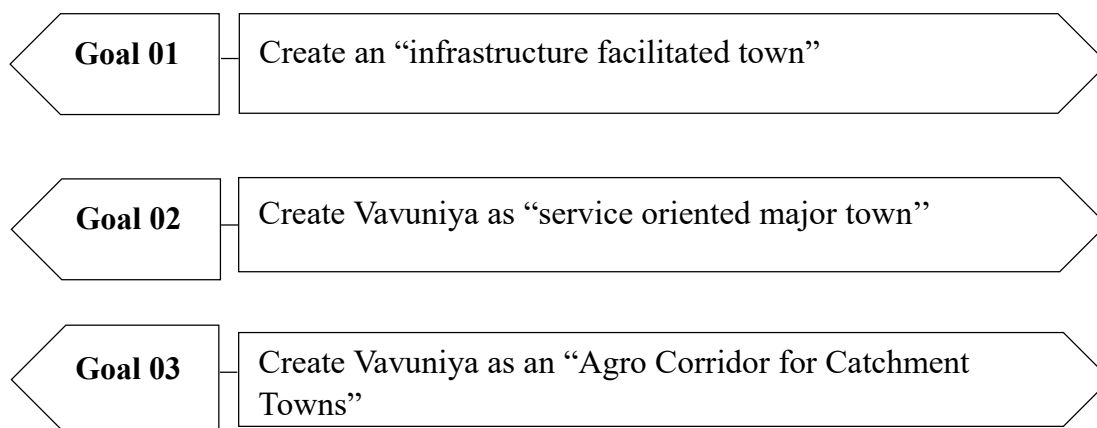 Goal 01
Create an “infrastructure facilitated town”
Goal 02
Create Vavuniya as “service oriented major town’’
Goal 03
Create Vavuniya as an “Agro Corridor for Catchment
Towns”